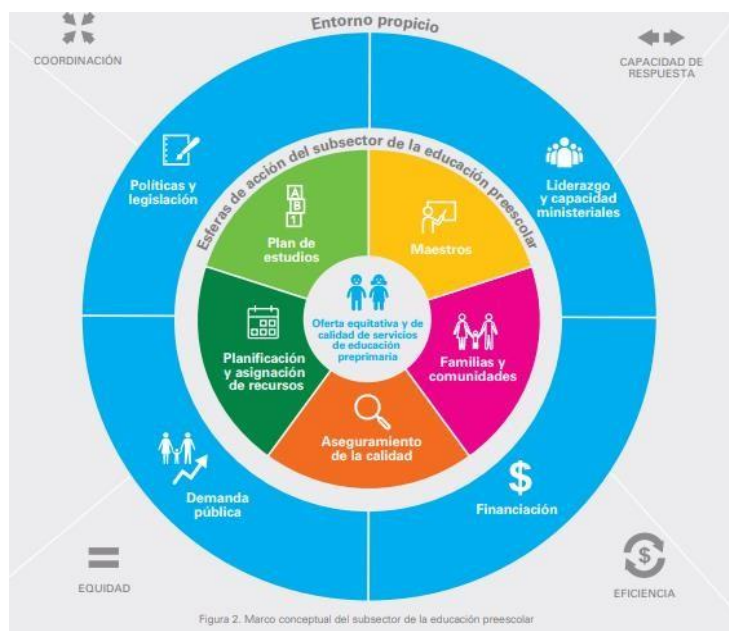 Entorno propicio
COORDINACIÓN
CAPACIDAD DE
RESPUESTA
Políticas y
legislación
Liderazgo
y capacidad
ministeriales
Esferas de acción del subsector de la educación preescolar
Plan de
estudios
Maestros
Oferta equitativa y de
calidad de servicios
de educación
preprimaria
Planificación
y asignación
de recursos
Familias y
comunidades
Aseguramiento
de la calidad
Demanda
pública
$
Financiación
EQUIDAD
$
EFICIENCIA
A
B
1
Figura 2. Marco conceptual del subsector de la educación preescolar